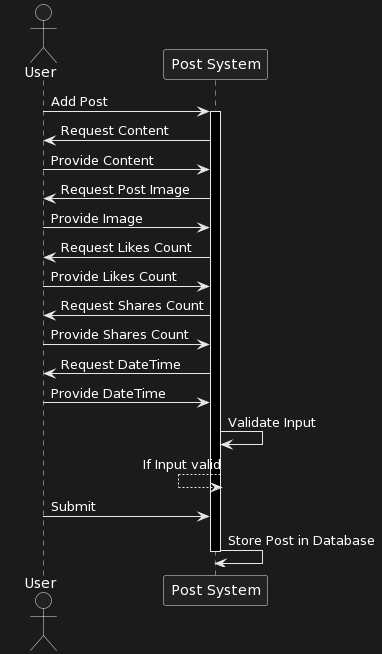 User
Post System
Add Post
Request Content
Provide Content
Request Post Image
Provide Image
Request Likes Count
Provide Likes Count
Request Shares Count
Provide Shares Count
Request DateTime
Provide DateTime
Validate Input
If Input valid
Submit
Store Post in Database
User
Post System